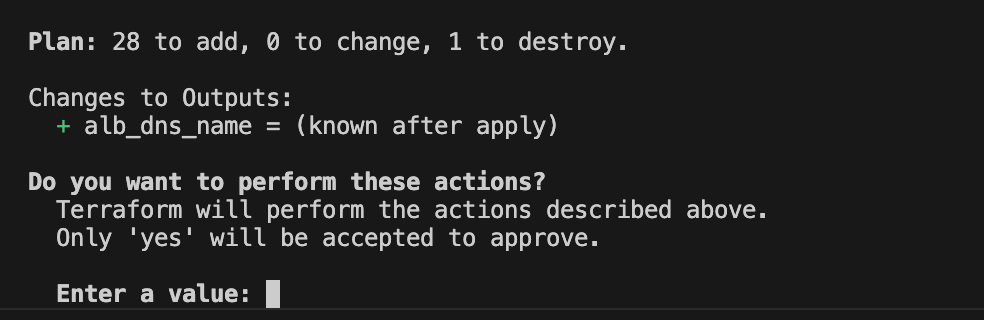 Plan: 28 to add, 0 to change, 1 to destroy.
Changes to Outputs:
+ alb_dns_name = (known after apply)
Do you want to perform these actions?
Terraform will perform the actions described above.
Only 'yes' will be accepted to approve.
Enter a value: